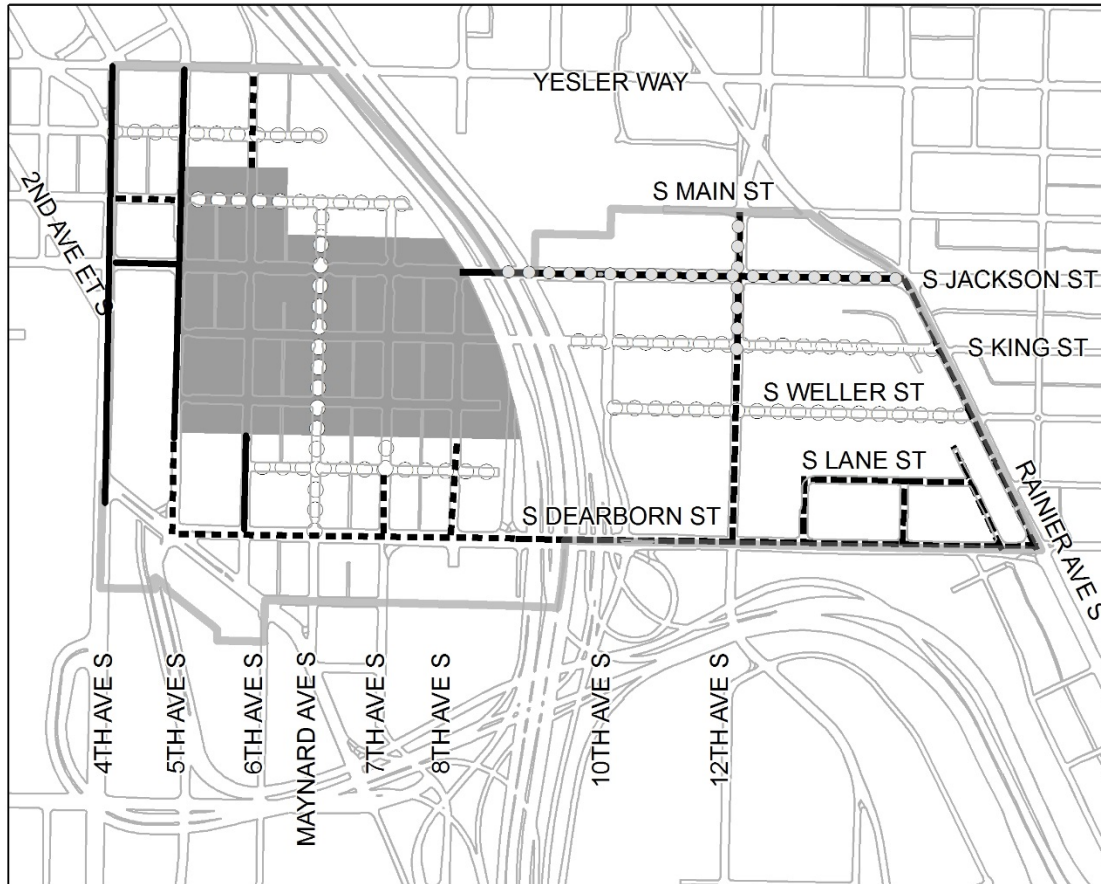 YESLER WAY
2ND AVE ET S
S MAIN ST
S JACKSON ST
S KING ST
S WELLER ST
S LANE ST
RAINIER AVE S
S DEARBORN ST
4TH AVE S
5TH AVE S
6TH AVE S
MAYNARD AVE S
7TH AVE S
8TH AVE S
10TH AVE S
12TH AVE S